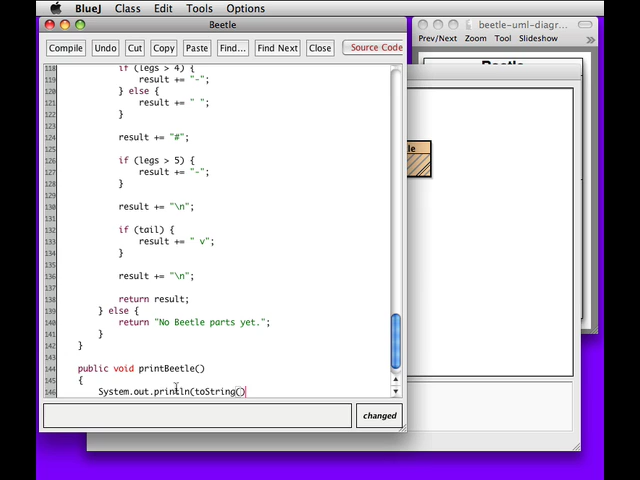 BlueJ Class Edit Tools Options
Beetle
beetle-uml-diagra...
Compile Undo Cut Copy Paste Find... Find Next Close Source Code
Prev/Next Zoom Tool Slideshow »
118 if (legs > 4) {
119 result += "-";
120 } else {
121 result += " ";
122 }
123
124 result += "#";
125
126 if (legs > 5) {
127 result += "-";
128 }
129
130 result += "\n";
131
132 if (tail) {
133 result += " v";
134 }
135
136 result += "\n";
137
138 return result;
139 } else {
140 return "No Beetle parts yet.";
141 }
142 }
143
144 public void printBeetle()
145 {
146 System.out.println(toString()
le
changed